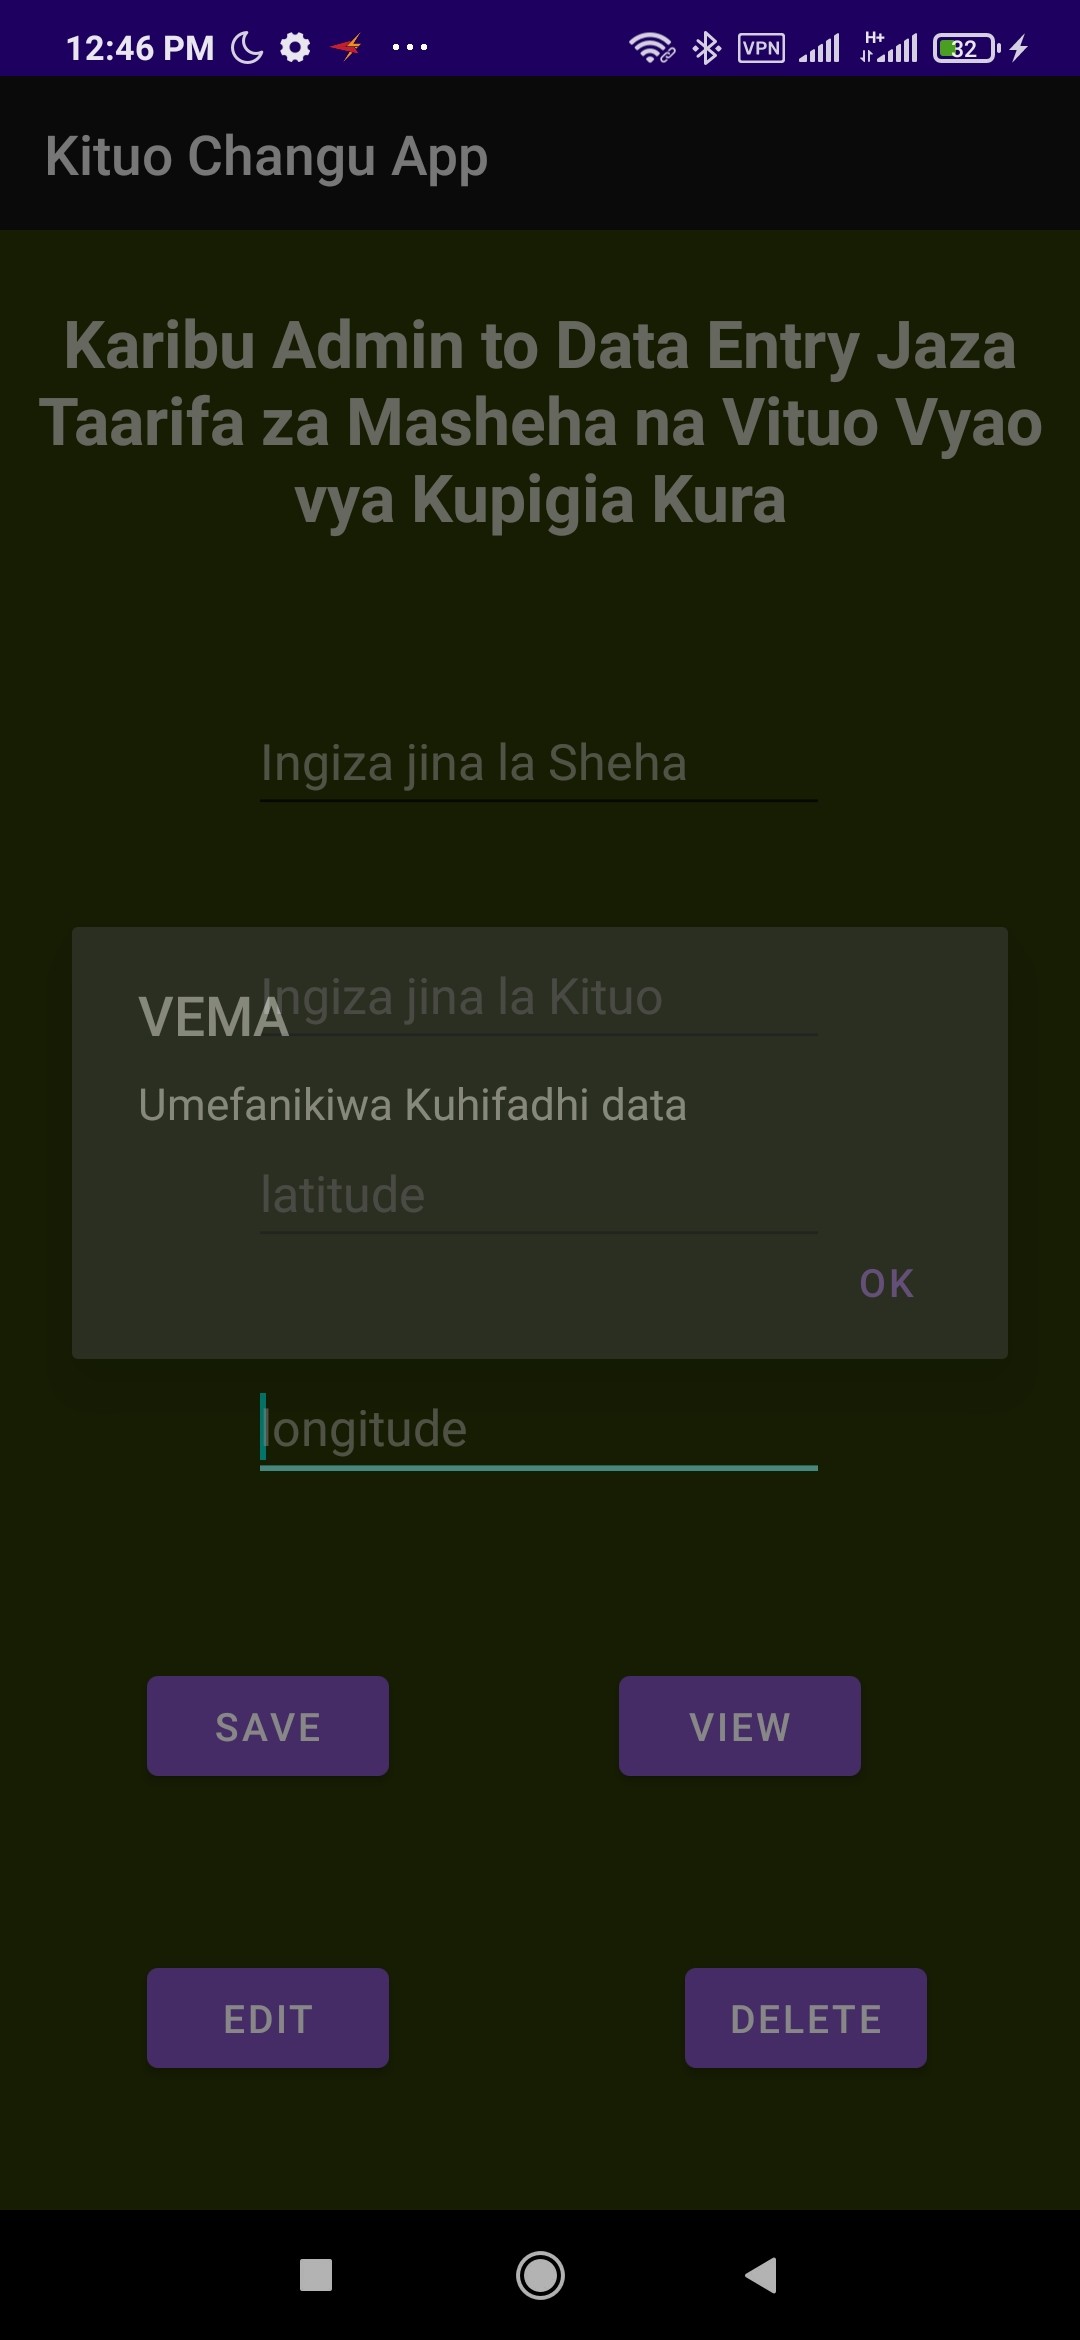 12:46 PM
VPN
H+
32
Kituo Changu App
Karibu Admin to Data Entry Jaza
Taarifa za Masheha na Vituo Vyao
vya Kupigia Kura
Ingiza jina la Sheha
Ingiza jina la Kituo
VEMA
Umefanikiwa Kuhifadhi data
latitude
OK
longitude
SAVE
VIEW
EDIT
DELETE